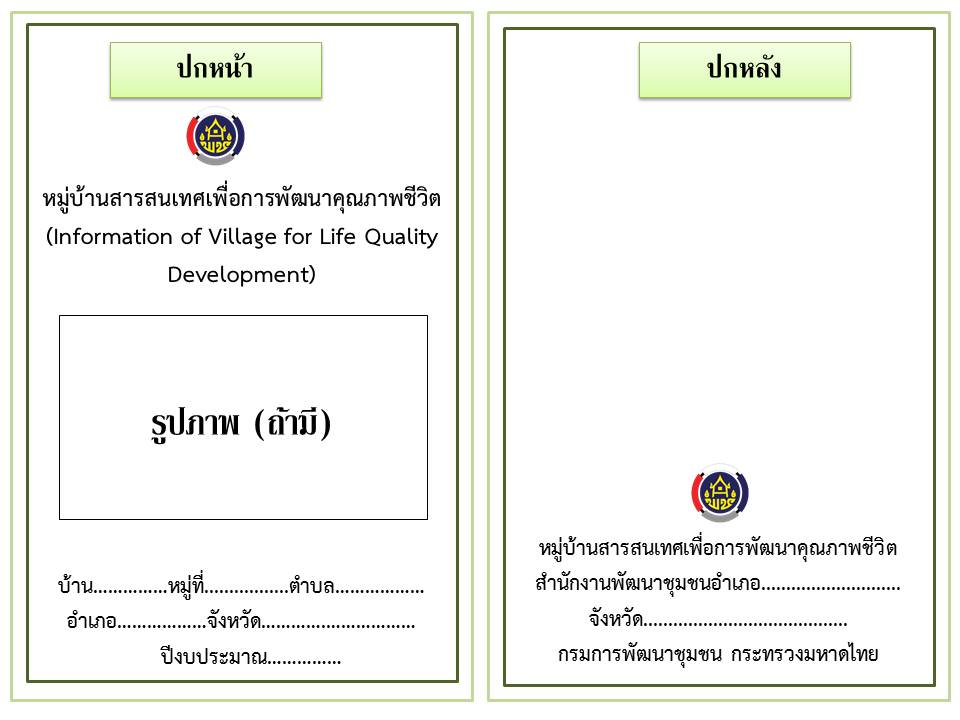 ปกหน้า
พช
หมู่บ้านสารสนเทศเพื่อการพัฒนาคุณภาพชีวิต
(Information of Village for Life Quality
Development)
รูปภาพ (ถ้ามี)
บ้าน...............หมู่ที่.................ตำบล..................
อำเภอ..................จังหวัด...............................
ปีงบประมาณ...............
ปกหลัง
พช
หมู่บ้านสารสนเทศเพื่อการพัฒนาคุณภาพชีวิต
สำนักงานพัฒนาชุมชนอำเภอ............................
จังหวัด.........................................
กรมการพัฒนาชุมชน กระทรวงมหาดไทย